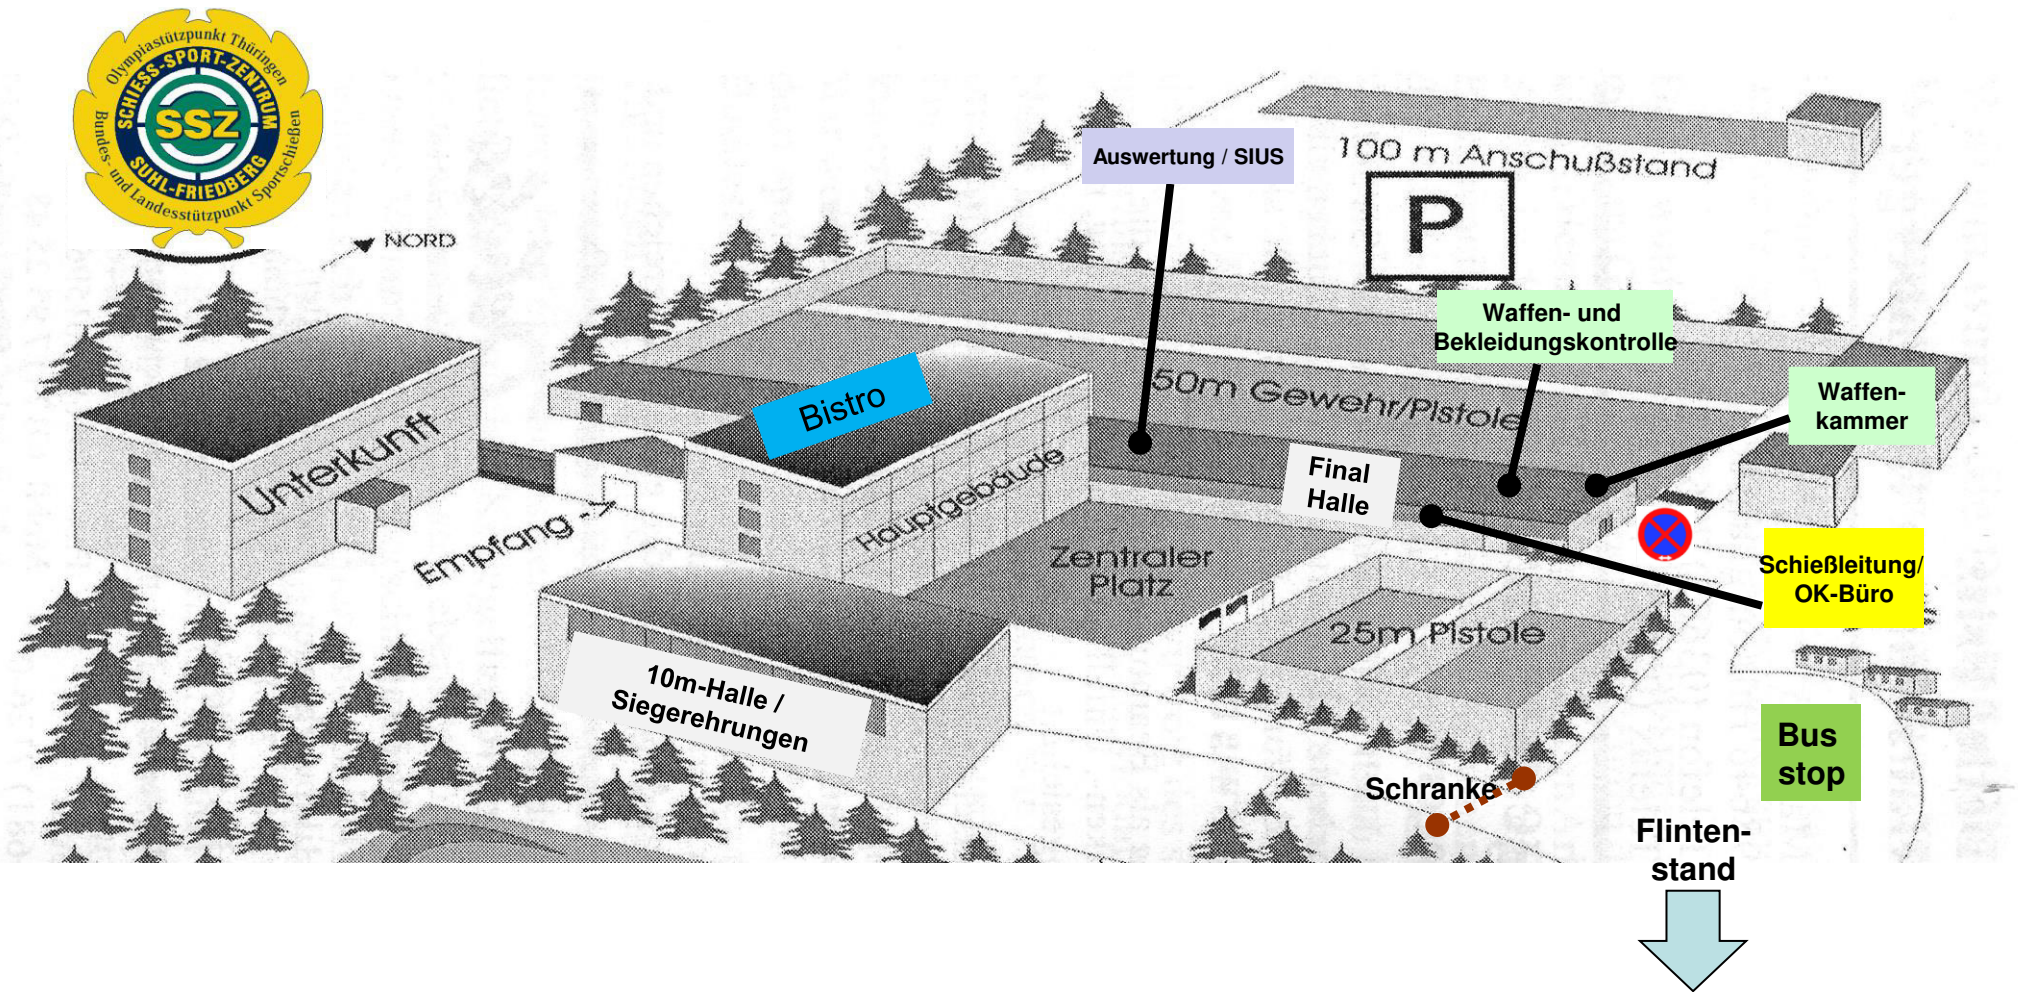 Olympiastützpunkt Thüringen
SCHIESS-SPORT-ZENTRUM
SSZ
SUHL-FRIEDBERG
Bundes- und Landesstützpunkt Sportschießen
NORD
Auswertung / SIUS
100 m Anschußstand
P
Waffen- und
Bekleidungskontrolle
Waffen-
kammer
Bistro
50m Gewehr/Pistole
Unterkunft
Hauptgebäude
Final
Halle
Empfang ->
Zentraler
Platz
Schießleitung/
OK-Büro
25m Pistole
10m-Halle /
Siegerehrungen
Bus
stop
Schranke
Flinten-
stand